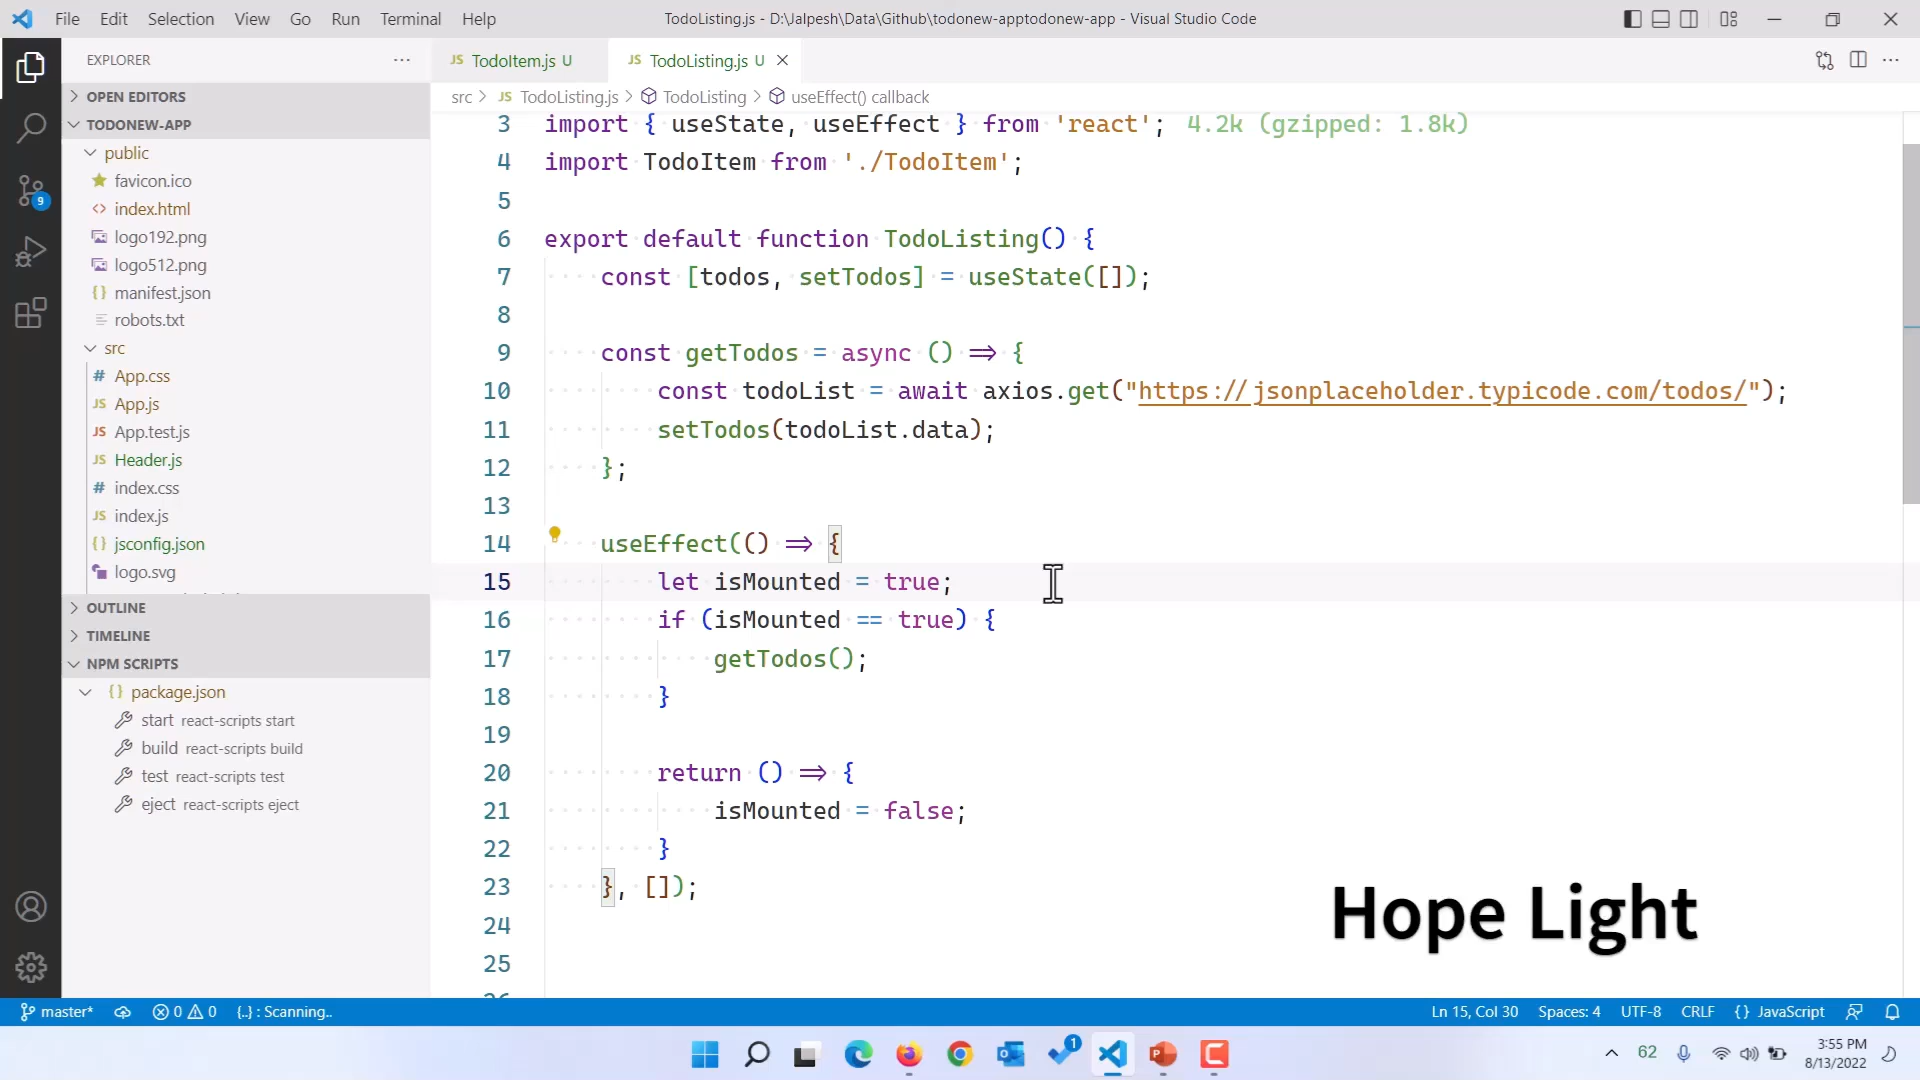 File Edit Selection View Go Run Terminal Help
TodoListing.js - D:\Jalpesh\Data\Github\todonew-apptodonew-app - Visual Studio Code
EXPLORER
OPEN EDITORS
TODONEW-APP
public
favicon.ico
index.html
logo192.png
logo512.png
manifest.json
robots.txt
src
App.css
App.js
App.test.js
Header.js
index.css
index.js
jsconfig.json
logo.svg
OUTLINE
TIMELINE
NPM SCRIPTS
package.json
start react-scripts start
build react-scripts build
test react-scripts test
eject react-scripts eject
9
JS TodoItem.js U
JS TodoListing.js U
src > JS TodoListing.js > TodoListing > useEffect() callback
3 import { useState, useEffect } from 'react'; 4.2k (gzipped: 1.8k)
4 import TodoItem from './TodoItem';
5
6 export default function TodoListing() {
7 const [todos, setTodos] = useState([]);
8
9 const getTodos = async () => {
10 const todoList = await axios.get("https://jsonplaceholder.typicode.com/todos/");
11 setTodos(todoList.data);
12 };
13
14 useEffect(() => {
15 let isMounted = true;
16 if (isMounted == true) {
17 getTodos();
18 }
19
20 return () => {
21 isMounted = false;
22 }
23 }, []);
24
25
Hope Light
master* 0 0 {..} : Scanning..
Ln 15, Col 30 Spaces: 4 UTF-8 CRLF {} JavaScript
1
62
3:55 PM
8/13/2022